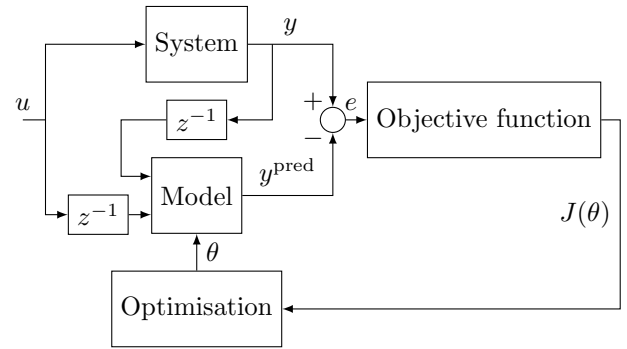 System
y
u
+
e
Objective function
z⁻¹
−
Model
y^pred
z⁻¹
J(θ)
θ
Optimisation